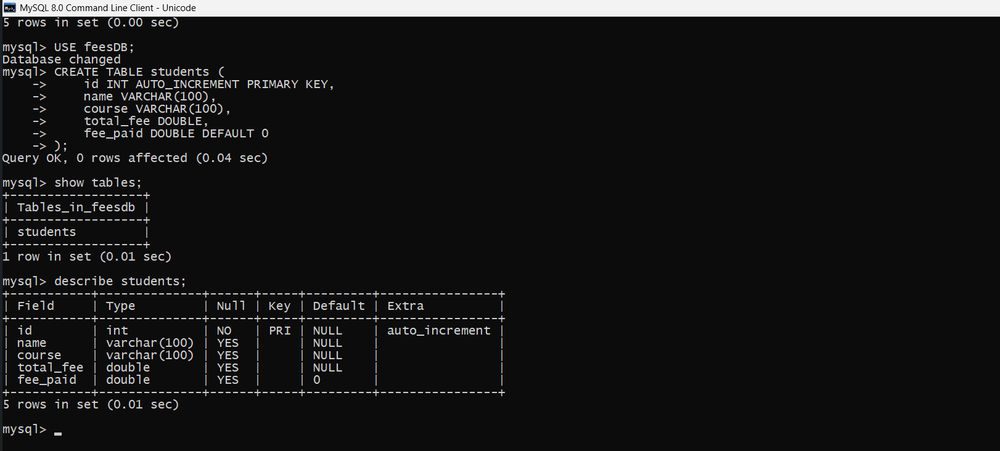 MySQL 8.0 Command Line Client - Unicode
5 rows in set (0.00 sec)

mysql> USE feesDB;
Database changed
mysql> CREATE TABLE students (
    ->     id INT AUTO_INCREMENT PRIMARY KEY,
    ->     name VARCHAR(100),
    ->     course VARCHAR(100),
    ->     total_fee DOUBLE,
    ->     fee_paid DOUBLE DEFAULT 0
    -> );
Query OK, 0 rows affected (0.04 sec)

mysql> show tables;
+------------------+
| Tables_in_feesdb |
+------------------+
| students         |
+------------------+
1 row in set (0.01 sec)

mysql> describe students;
+-----------+--------------+------+-----+---------+----------------+
| Field     | Type         | Null | Key | Default | Extra          |
+-----------+--------------+------+-----+---------+----------------+
| id        | int          | NO   | PRI | NULL    | auto_increment |
| name      | varchar(100) | YES  |     | NULL    |                |
| course    | varchar(100) | YES  |     | NULL    |                |
| total_fee | double       | YES  |     | NULL    |                |
| fee_paid  | double       | YES  |     | 0       |                |
+-----------+--------------+------+-----+---------+----------------+
5 rows in set (0.01 sec)

mysql> _